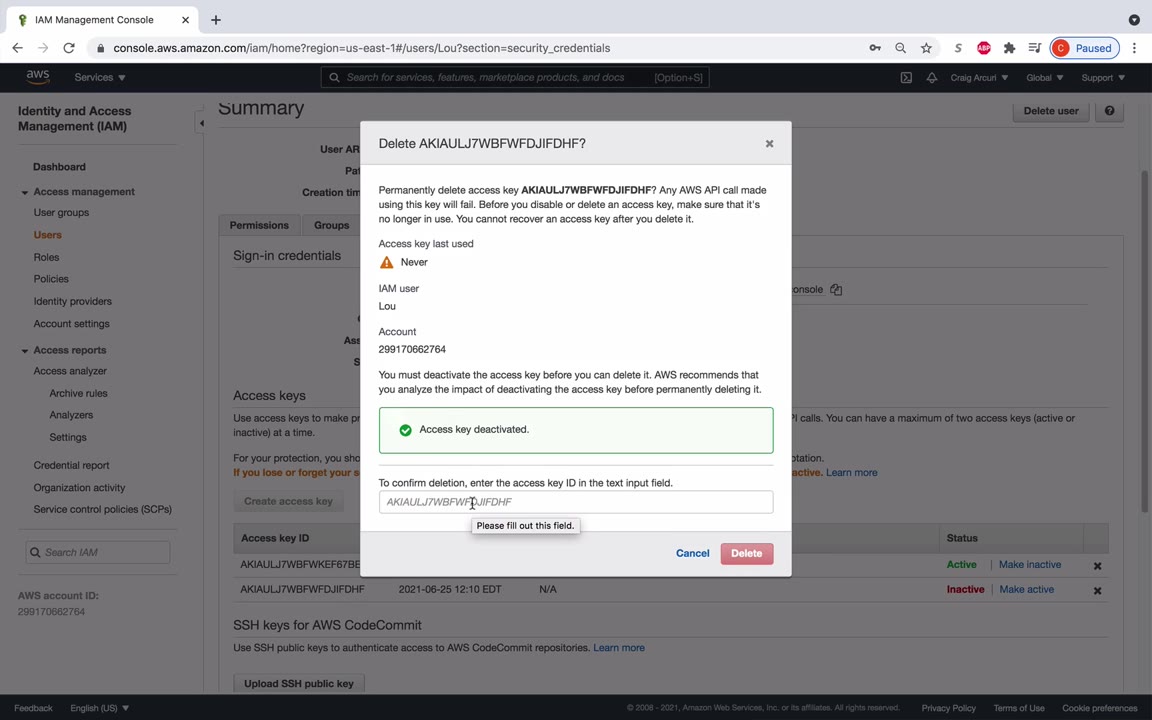 IAM Management Console
console.aws.amazon.com/iam/home?region=us-east-1#/users/Lou?section=security_credentials
S
ABP
C Paused
aws
Services
Search for services, features, marketplace products, and docs [Option+S]
Craig Arcuri
Global
Support
Identity and Access
Management (IAM)
Dashboard
Access management
User groups
Users
Roles
Policies
Identity providers
Account settings
Access reports
Access analyzer
Archive rules
Analyzers
Settings
Credential report
Organization activity
Service control policies (SCPs)
Search IAM
AWS account ID:
299170662764
Summary
Delete user
User AR
Pat
Creation tim
Permissions
Groups
Sign-in credentials
console
Ass
S
Access keys
Use access keys to make pr
PI calls. You can have a maximum of two access keys (active or
inactive) at a time.
For your protection, you sho
otation.
If you lose or forget your s
active. Learn more
Create access key
Access key ID
Status
AKIAULJ7WBFWKEF67BE
Active | Make inactive
AKIAULJ7WBFWFDJIFDHF 2021-06-25 12:10 EDT N/A
Inactive | Make active
SSH keys for AWS CodeCommit
Use SSH public keys to authenticate access to AWS CodeCommit repositories. Learn more
Upload SSH public key
Delete AKIAULJ7WBFWFDJIFDHF?
Permanently delete access key AKIAULJ7WBFWFDJIFDHF? Any AWS API call made
using this key will fail. Before you disable or delete an access key, make sure that it's
no longer in use. You cannot recover an access key after you delete it.
Access key last used
Never
IAM user
Lou
Account
299170662764
You must deactivate the access key before you can delete it. AWS recommends that
you analyze the impact of deactivating the access key before permanently deleting it.
Access key deactivated.
To confirm deletion, enter the access key ID in the text input field.
AKIAULJ7WBFWFDJIFDHF
Please fill out this field.
Cancel
Delete
Feedback
English (US)
© 2008 - 2021, Amazon Web Services, Inc. or its affiliates. All rights reserved.
Privacy Policy
Terms of Use
Cookie preferences